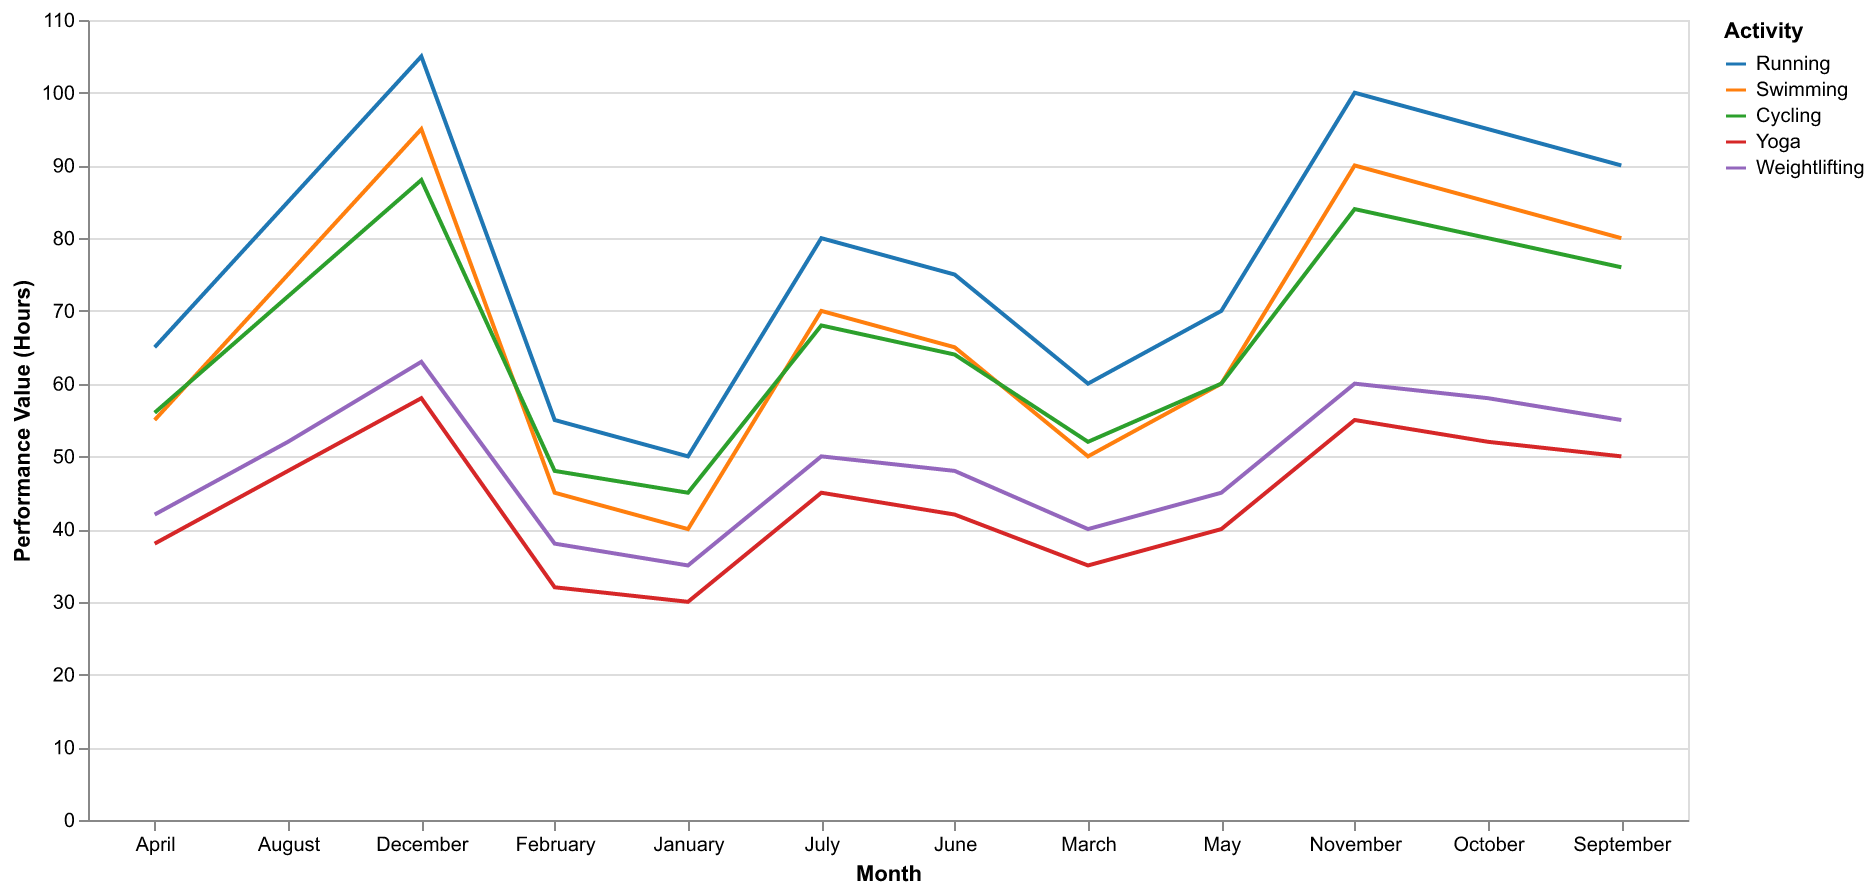 110
100
90
80
70
60
50
40
30
20
10
0
Performance Value (Hours)
April August December February January July June March May November October September
Month
Activity
Running
Swimming
Cycling
Yoga
Weightlifting